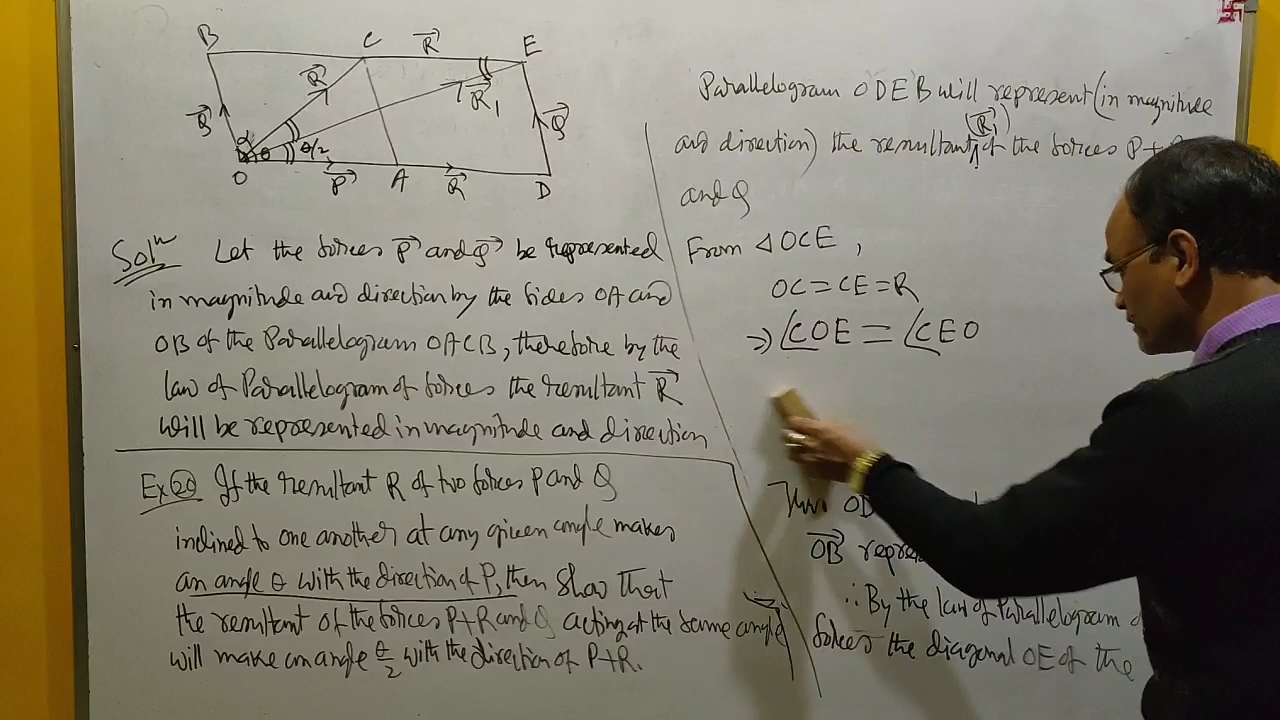 B C R⃗ E
R⃗ R⃗₁
Q⃗ Q⃗
α θ θ/2
O P⃗ A R⃗ D
Solⁿ Let the forces P⃗ and Q⃗ be represented
in magnitude and direction by the sides OA and
OB of the Parallelogram OACB, therefore by the
law of Parallelogram of forces the resultant R⃗
will be represented in magnitude and direction
Ex 20 If the resultant R of two forces P and Q
inclined to one another at any given angle makes
an angle θ with the direction of P, then show that
the resultant of the forces P+R and Q acting at the same angle
will make an angle θ/2 with the direction of P+R.
Parallelogram ODEB will represent (in magnitude
and direction) the resultant (R⃗₁) of the forces P+
and Q
From △OCE,
OC=CE=R
⇒ ∠COE = ∠CEO
OD
OB⃗
∴ By the law of Parallelogram
forces the diagonal OE of the